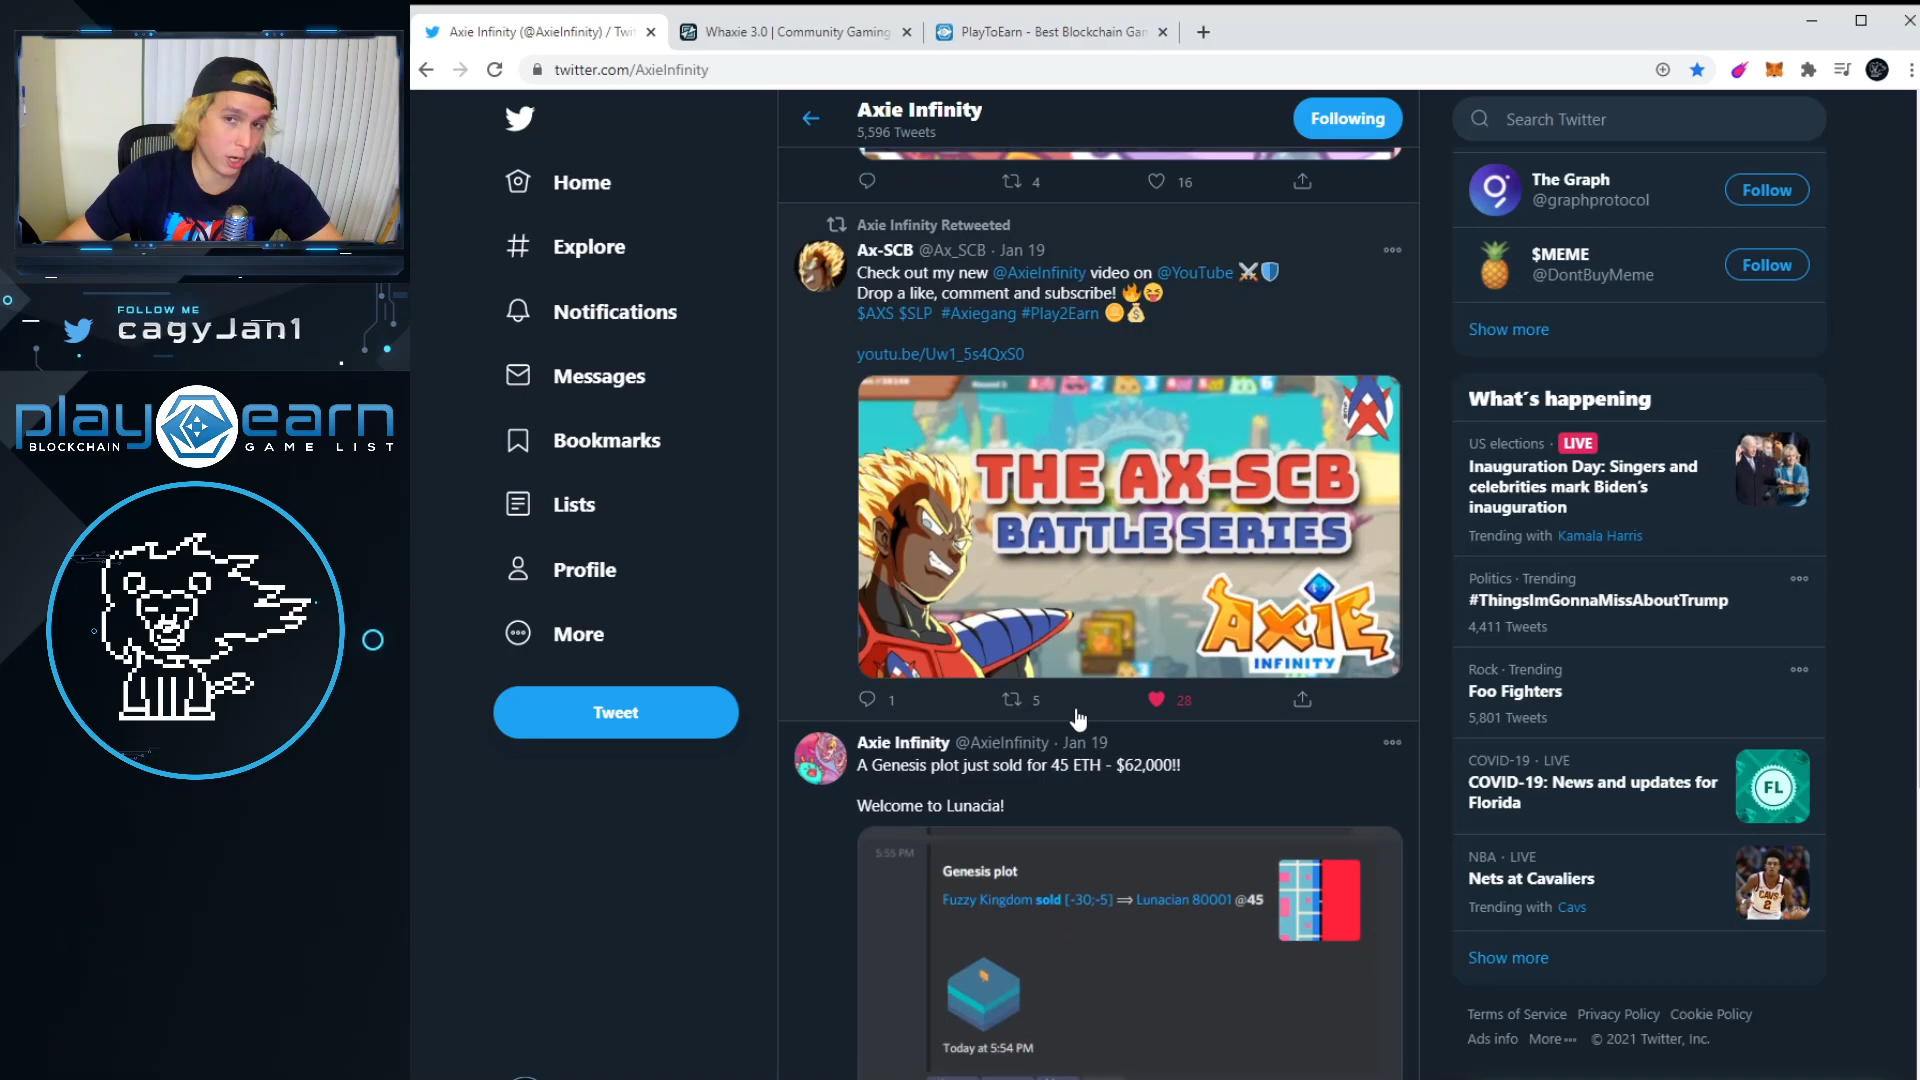 Axie Infinity (@AxieInfinity) / Twi
Whaxie 3.0 | Community Gaming
PlayToEarn - Best Blockchain Gam
twitter.com/AxieInfinity
FOLLOW ME
cagyJan1
play earn
BLOCKCHAIN GAME LIST
Home
Explore
Notifications
Messages
Bookmarks
Lists
Profile
More
Tweet
Axie Infinity
5,596 Tweets
Following
4
16
Axie Infinity Retweeted
Ax-SCB @Ax_SCB · Jan 19
Check out my new @AxieInfinity video on @YouTube ⚔️🛡️
Drop a like, comment and subscribe! 🔥😝
$AXS $SLP #Axiegang #Play2Earn 🪙💰
youtu.be/Uw1_5s4QxS0
THE AX-SCB
BATTLE SERIES
AXIE
INFINITY
1
5
28
Axie Infinity @AxieInfinity · Jan 19
A Genesis plot just sold for 45 ETH - $62,000!!
Welcome to Lunacia!
5:55 PM
Genesis plot
Fuzzy Kingdom sold [-30;-5] ⟹ Lunacian 80001 @45
Today at 5:54 PM
Search Twitter
The Graph
@graphprotocol
Follow
$MEME
@DontBuyMeme
Follow
Show more
What´s happening
US elections · LIVE
Inauguration Day: Singers and
celebrities mark Biden’s
inauguration
Trending with Kamala Harris
Politics · Trending
#ThingsImGonnaMissAboutTrump
4,411 Tweets
Rock · Trending
Foo Fighters
5,801 Tweets
COVID-19 · LIVE
COVID-19: News and updates for
Florida
FL
NBA · LIVE
Nets at Cavaliers
Trending with Cavs
CAVS
2
Show more
Terms of Service Privacy Policy Cookie Policy
Ads info More © 2021 Twitter, Inc.